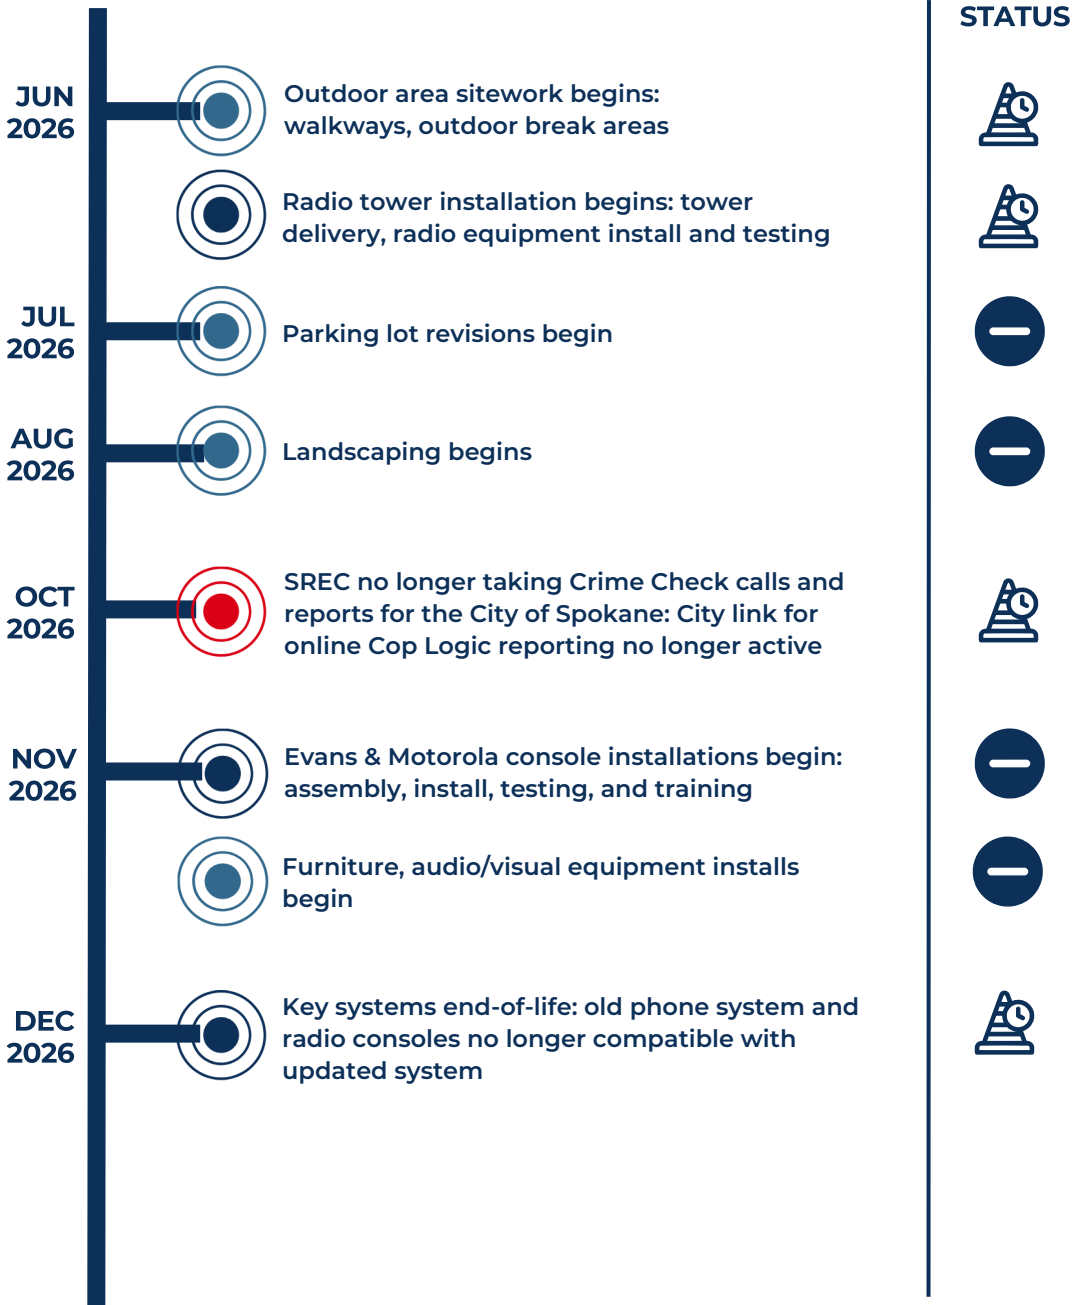 STATUS
JUN
2026
Outdoor area sitework begins:
walkways, outdoor break areas
Radio tower installation begins: tower
delivery, radio equipment install and testing
JUL
2026
Parking lot revisions begin
AUG
2026
Landscaping begins
OCT
2026
SREC no longer taking Crime Check calls and
reports for the City of Spokane: City link for
online Cop Logic reporting no longer active
NOV
2026
Evans & Motorola console installations begin:
assembly, install, testing, and training
Furniture, audio/visual equipment installs
begin
DEC
2026
Key systems end-of-life: old phone system and
radio consoles no longer compatible with
updated system